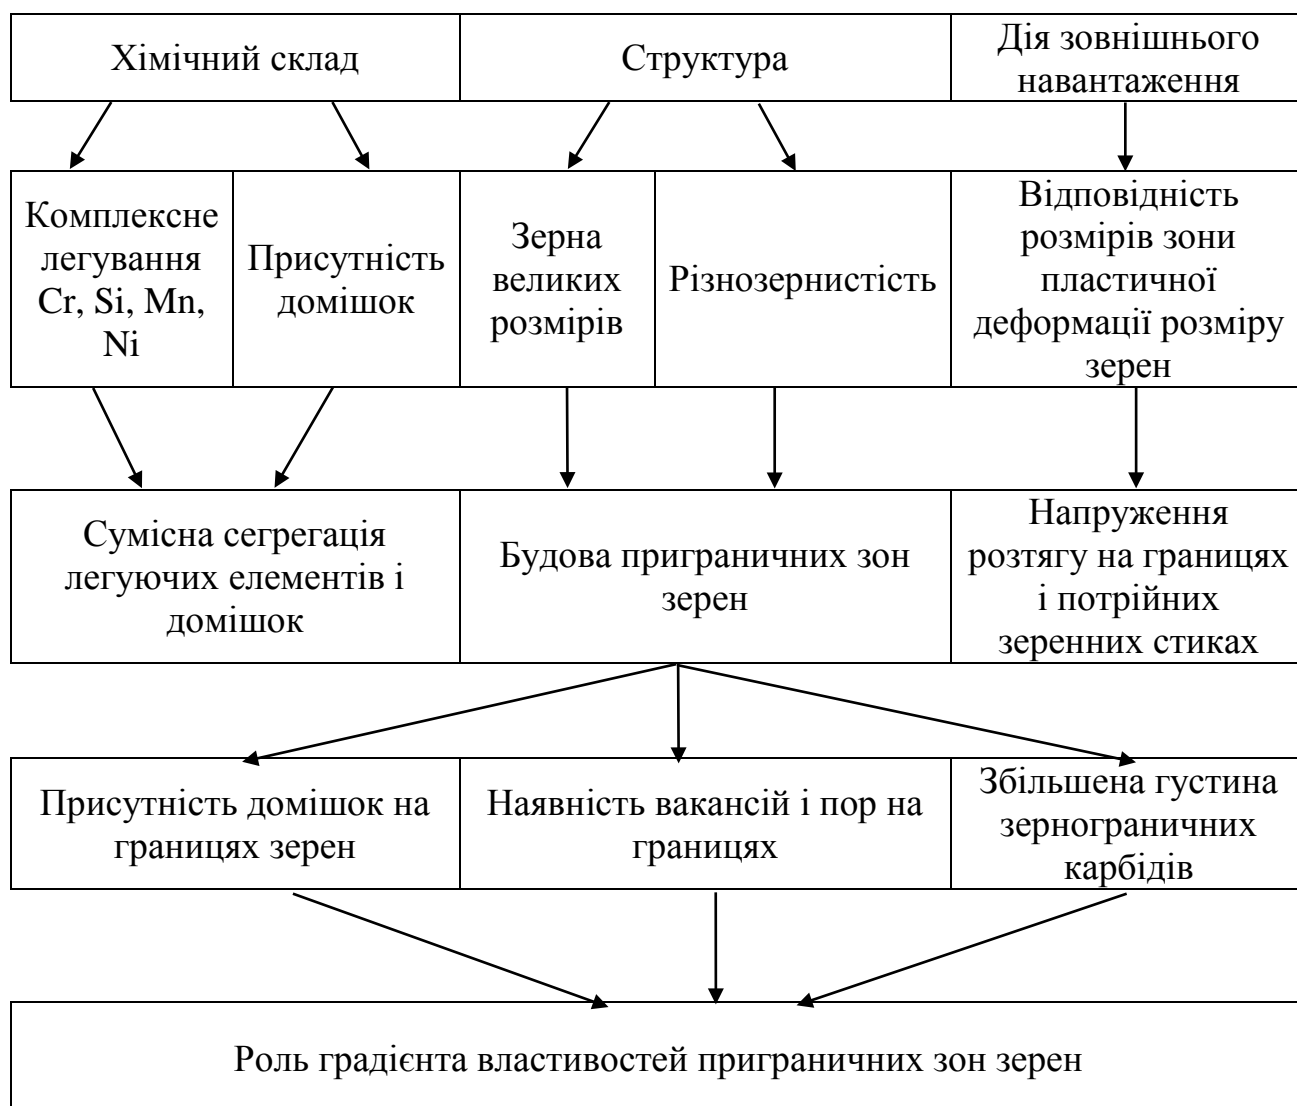 Хімічний склад
Структура
Дія зовнішнього
навантаження
Комплексне
легування
Cr, Si, Mn,
Ni
Присутність
домішок
Зерна
великих
розмірів
Різнозернистість
Відповідність
розмірів зони
пластичної
деформації розміру
зерен
Сумісна сегрегація
легуючих елементів і
домішок
Будова приграничних зон
зерен
Напруження
розтягу на границях
і потрійних
зеренних стиках
Присутність домішок на
границях зерен
Наявність вакансій і пор на
границях
Збільшена густина
зернограничних
карбідів
Роль градієнта властивостей приграничних зон зерен